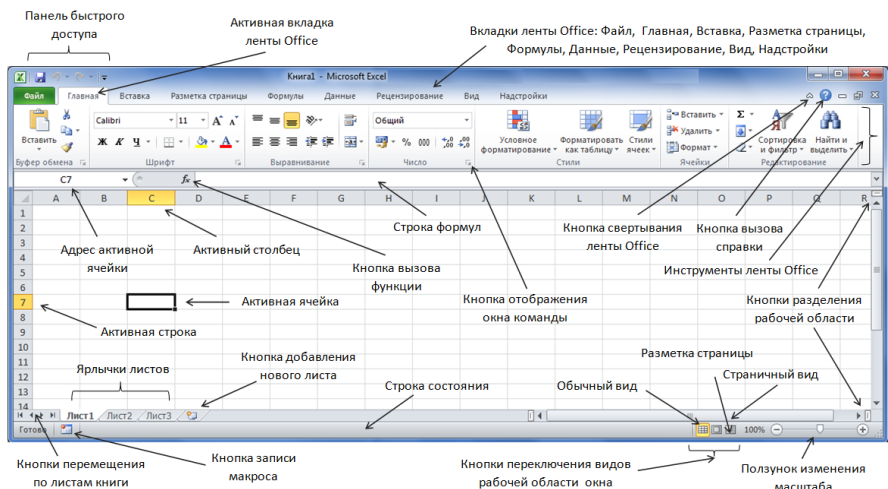 Панель быстрого
доступа
Активная вкладка
ленты Office
Вкладки ленты Office: Файл, Главная, Вставка, Разметка страницы,
Формулы, Данные, Рецензирование, Вид, Надстройки
Книга1 - Microsoft Excel
Файл Главная Вставка Разметка страницы Формулы Данные Рецензирование Вид Надстройки
Calibri 11 Общий Вставить Σ
Вставить Ж К Ч % 000 Условное форматирование Форматировать как таблицу Стили ячеек Удалить Формат Сортировка и фильтр Найти и выделить
Буфер обмена Шрифт Выравнивание Число Стили Ячейки Редактирование
C7 fx
A B C D E F G H I J K L M N O P Q R
1
2
3
4
5
6
7
8
9
10
11
12
13
14
Строка формул
Кнопка свертывания
ленты Office
Кнопка вызова
справки
Адрес активной
ячейки
Активный столбец
Кнопка вызова
функции
Инструменты ленты Office
Активная ячейка
Кнопка отображения
окна команды
Кнопки разделения
рабочей области
Активная строка
Ярлычки листов
Кнопка добавления
нового листа
Строка состояния
Разметка страницы
Обычный вид
Страничный вид
Лист1 Лист2 Лист3
Готово 100%
Кнопки перемещения
по листам книги
Кнопка записи
макроса
Кнопки переключения видов
рабочей области окна
Ползунок изменения
масштаба